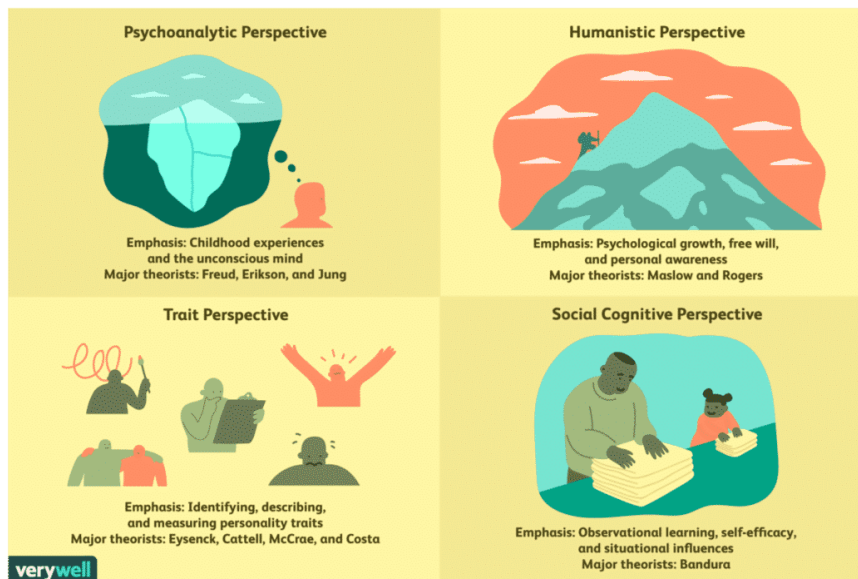 Psychoanalytic Perspective
Emphasis: Childhood experiences
and the unconscious mind
Major theorists: Freud, Erikson, and Jung
Humanistic Perspective
Emphasis: Psychological growth, free will,
and personal awareness
Major theorists: Maslow and Rogers
Trait Perspective
Emphasis: Identifying, describing,
and measuring personality traits
Major theorists: Eysenck, Cattell, McCrae, and Costa
Social Cognitive Perspective
Emphasis: Observational learning, self-efficacy,
and situational influences
Major theorists: Bandura
verywell